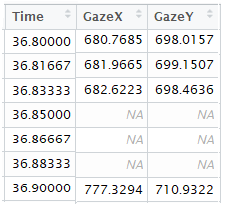 Time GazeX GazeY
36.80000 680.7685 698.0157
36.81667 681.9665 699.1507
36.83333 682.6223 698.4636
36.85000 NA NA
36.86667 NA NA
36.88333 NA NA
36.90000 777.3294 710.9322